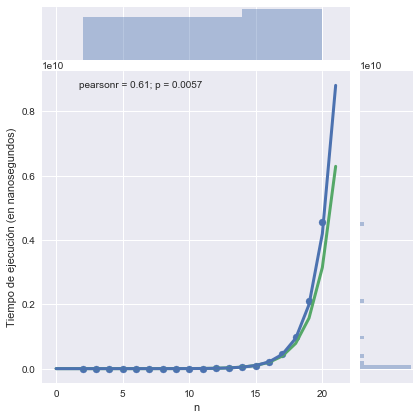 1e10
1e10
pearsonr = 0.61; p = 0.0057
0.8
0.6
0.4
0.2
0.0
Tiempo de ejecución (en nanosegundos)
0
5
10
15
20
n